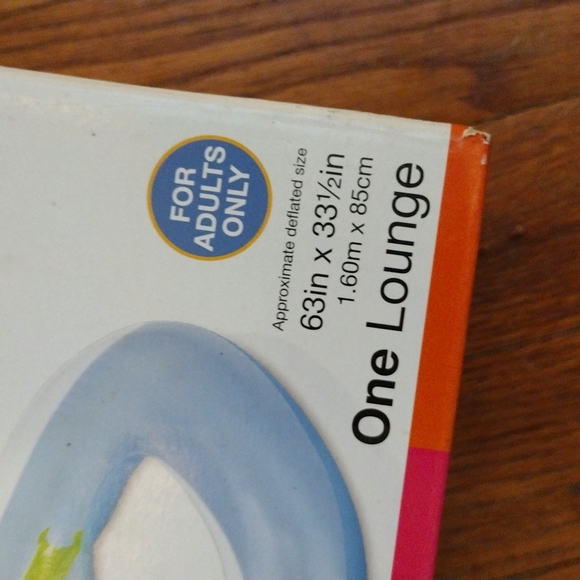 FOR
ADULTS
ONLY
Approximate deflated size
63in x 33½in
1.60m x 85cm
One Lounge